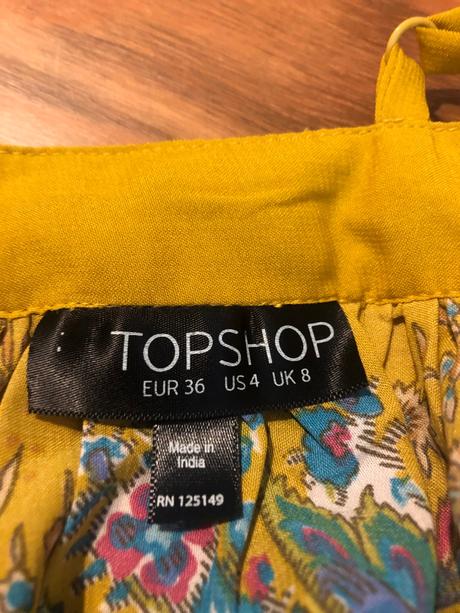 TOPSHOP
EUR 36 US 4 UK 8
Made in
India
RN 125149